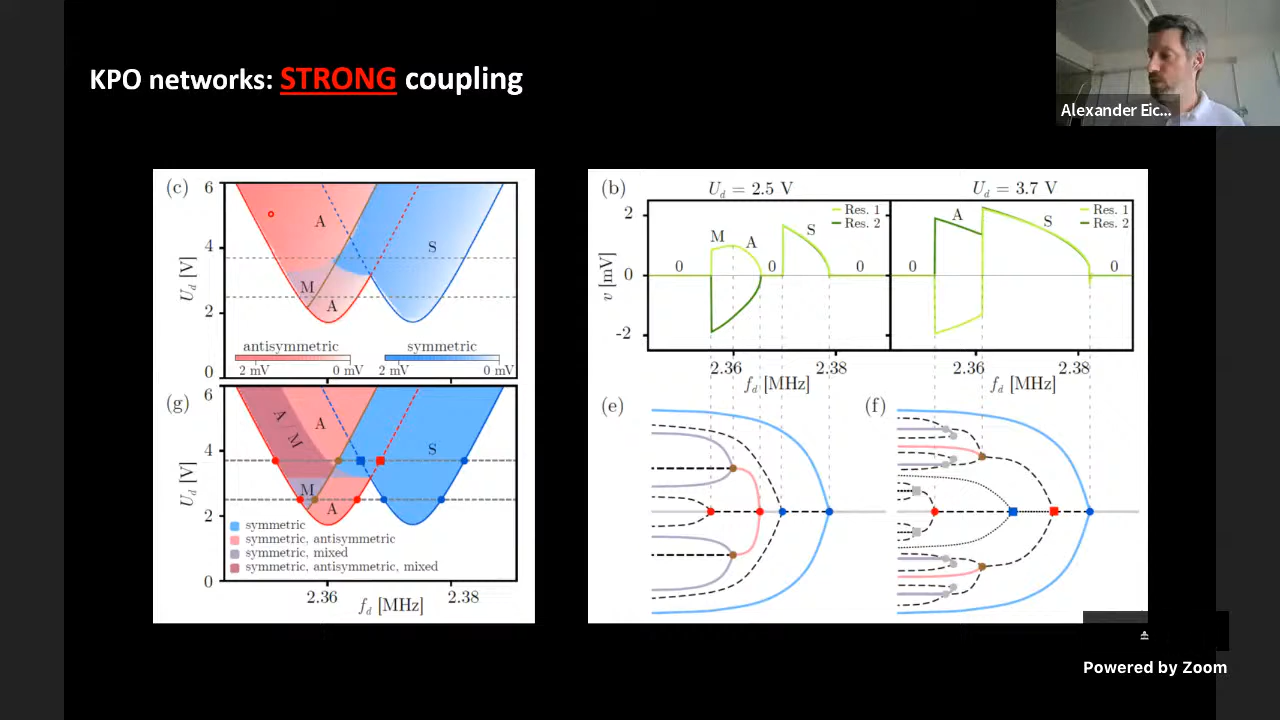 KPO networks: STRONG coupling
Alexander Eic...
(c)
6
4
2
0
U_d [V]
A
S
M
A
antisymmetric
symmetric
2 mV
0 mV
2 mV
0 mV
(g)
6
4
2
0
U_d [V]
A / M
A
S
M
A
symmetric
symmetric, antisymmetric
symmetric, mixed
symmetric, antisymmetric, mixed
2.36
2.38
f_d [MHz]
(b)
U_d = 2.5 V
U_d = 3.7 V
2
0
-2
v [mV]
Res. 1
Res. 2
0
M
A
0
S
0
Res. 1
Res. 2
0
A
S
0
2.36
2.38
2.36
2.38
f_d [MHz]
f_d [MHz]
(e)
(f)
Powered by Zoom